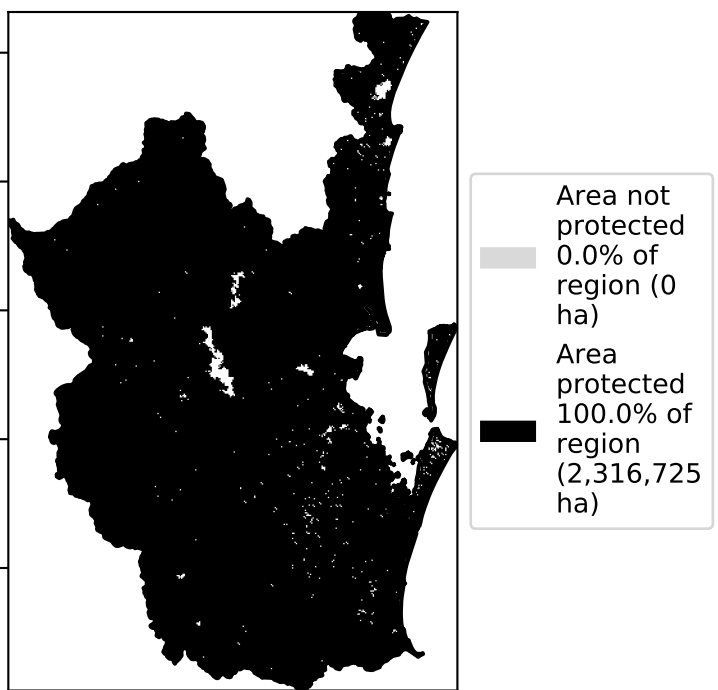 Area not
protected
0.0% of
region (0
ha)
Area
protected
100.0% of
region
(2,316,725
ha)